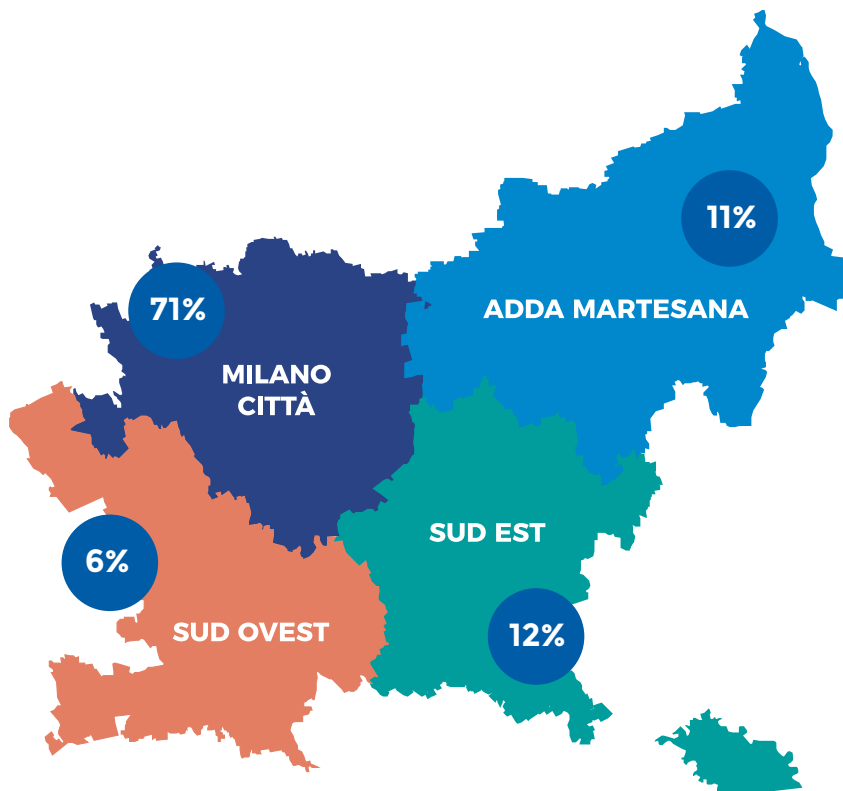 11%
ADDA MARTESANA
71%
MILANO
CITTÀ
SUD EST
6%
SUD OVEST
12%